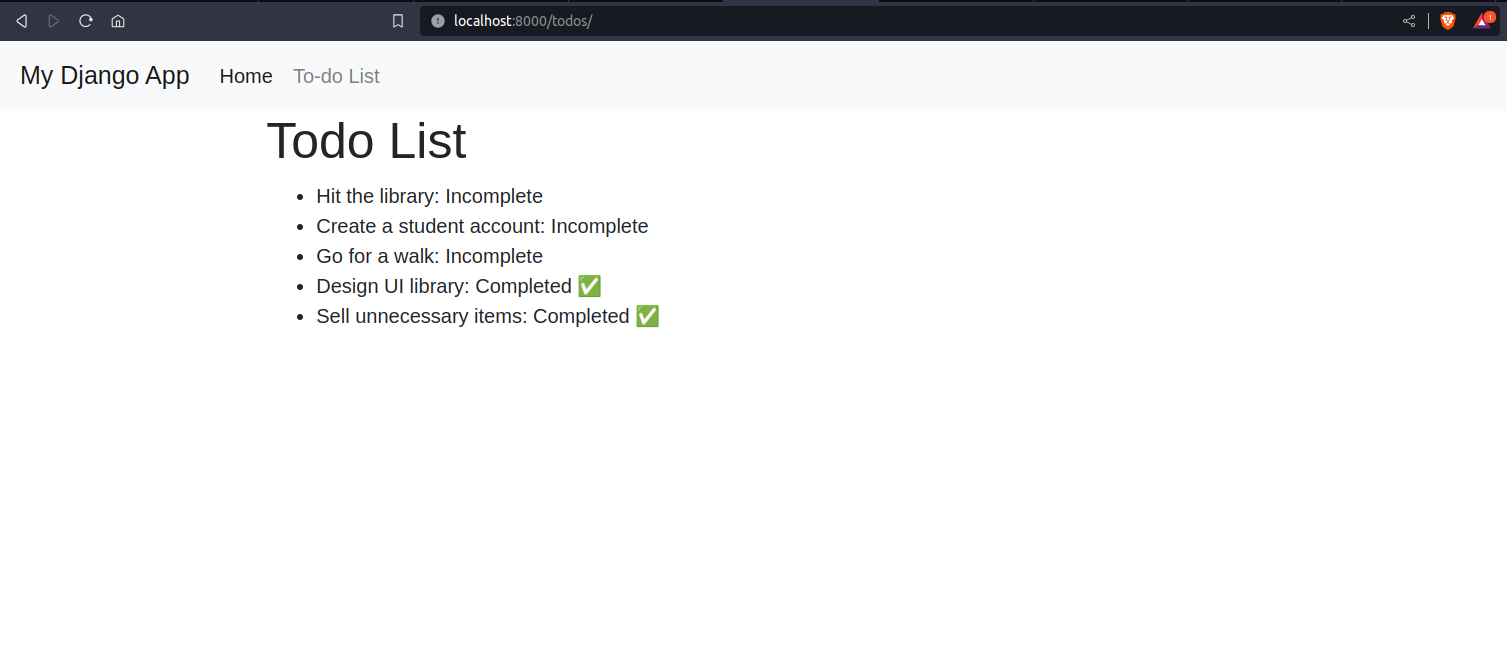 localhost:8000/todos/
1
My Django App Home To-do List
Todo List
• Hit the library: Incomplete
• Create a student account: Incomplete
• Go for a walk: Incomplete
• Design UI library: Completed ✅
• Sell unnecessary items: Completed ✅